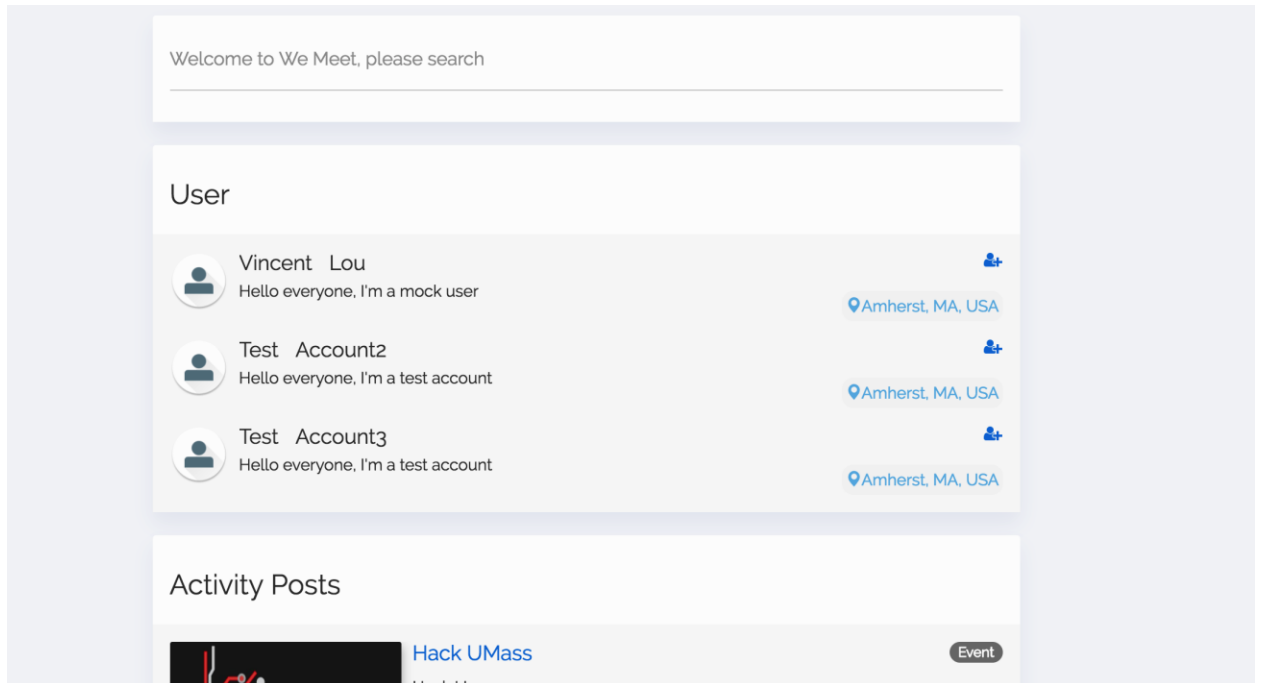 Welcome to We Meet, please search
User
Vincent Lou
Hello everyone, I'm a mock user
Amherst, MA, USA
Test Account2
Hello everyone, I'm a test account
Amherst, MA, USA
Test Account3
Hello everyone, I'm a test account
Amherst, MA, USA
Activity Posts
Hack UMass
Event